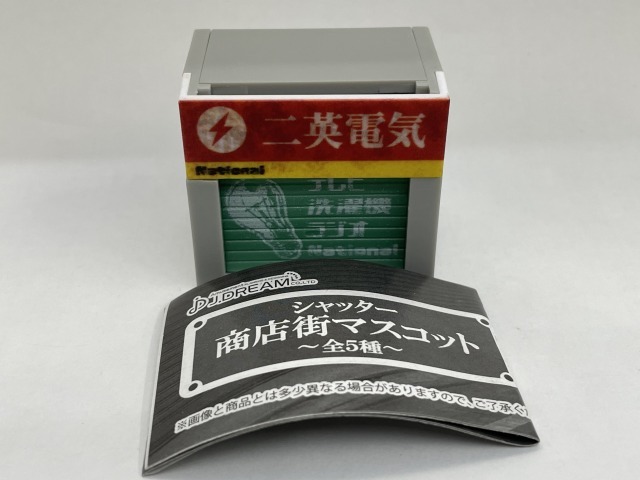 二英電気
National
テレビ
洗濯機
ラジオ
National
J.DREAM CO.,LTD
シャッター
商店街マスコット
～全5種～
※画像と商品とは多少異なる場合がありますので、ご了承く